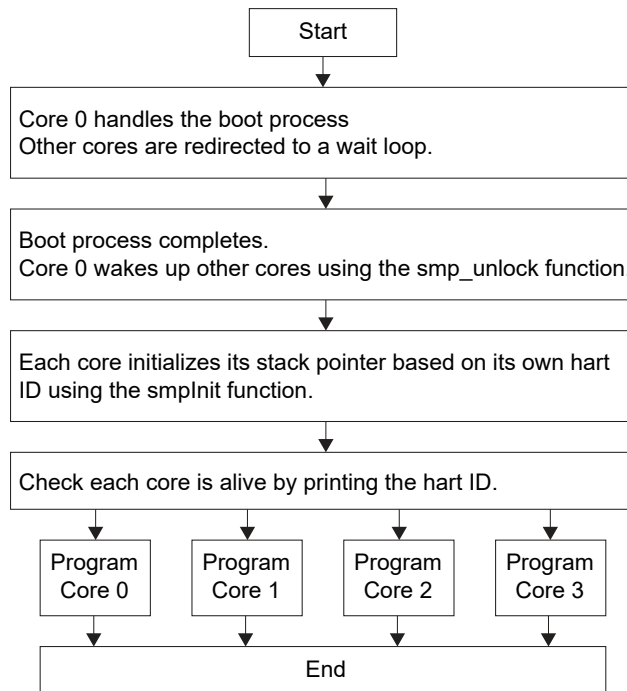 Start
Core 0 handles the boot process
Other cores are redirected to a wait loop.
Boot process completes.
Core 0 wakes up other cores using the smp_unlock function.
Each core initializes its stack pointer based on its own hart
ID using the smpInit function.
Check each core is alive by printing the hart ID.
Program
Core 0
Program
Core 1
Program
Core 2
Program
Core 3
End